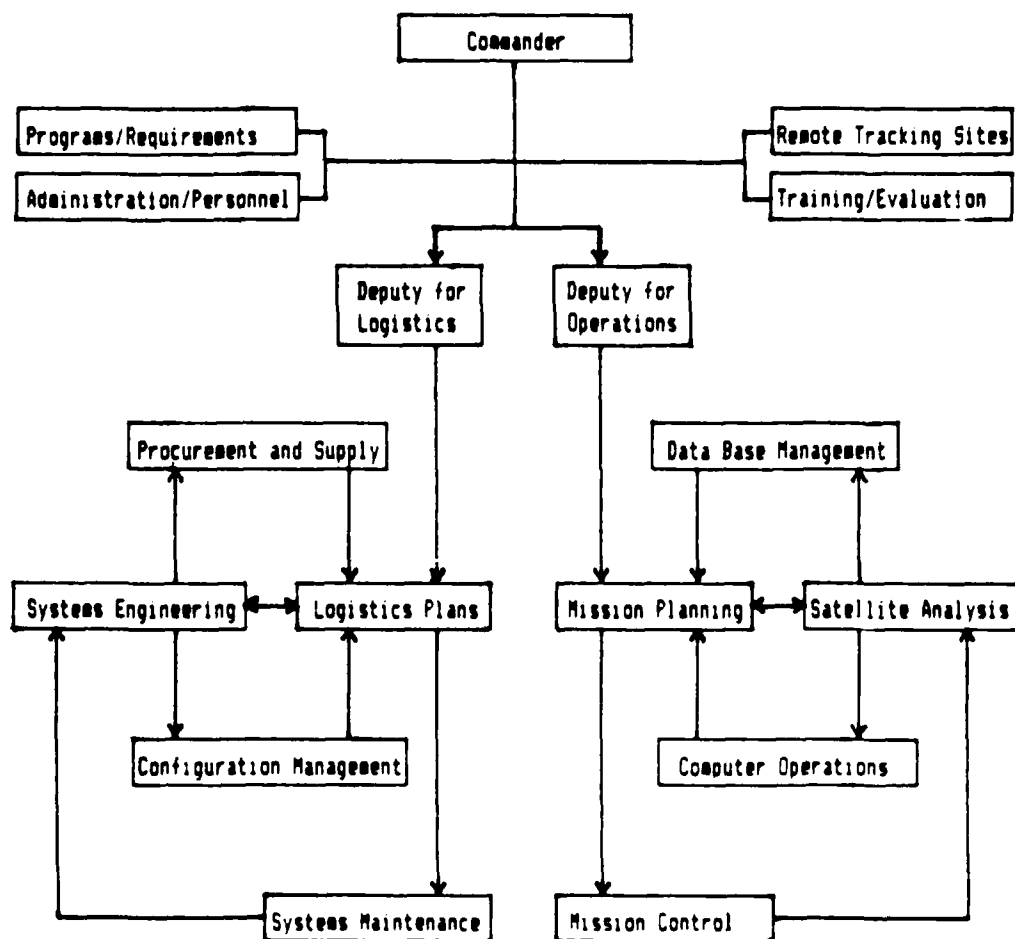 Commander
Programs/Requirements
Remote Tracking Sites
Administration/Personnel
Training/Evaluation
Deputy for
Logistics
Deputy for
Operations
Procurement and Supply
Data Base Management
Systems Engineering
Logistics Plans
Mission Planning
Satellite Analysis
Configuration Management
Computer Operations
Systems Maintenance
Mission Control